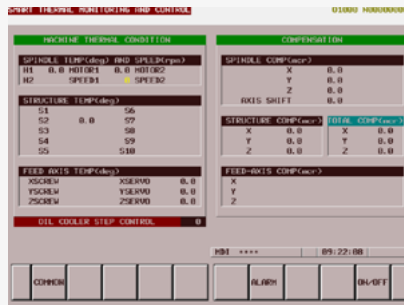 SMART THERMAL MONITORING AND CONTROL 01000 N00000000
MACHINE THERMAL CONDITION
SPINDLE TEMP(deg) AND SPEED(rpm)
H1 0.0 MOTOR1 0.0 MOTOR2
H2 SPEED1 0 SPEED2
STRUCTURE TEMP(deg)
S1 S6
S2 0.0 S7
S3 S8
S4 S9
S5 S10
FEED AXIS TEMP(deg)
XSCREW XSERVO 0.0
YSCREW YSERVO 0.0
ZSCREW ZSERVO 0.0
OIL COOLER STEP CONTROL 0
COMPENSATION
SPINDLE COMP(mcr)
X 0.0
Y 0.0
Z 0.0
AXIS SHIFT 0.0
STRUCTURE COMP(mcr) TOTAL COMP(mcr)
X 0.0 X 0.0
Y 0.0 Y 0.0
Z 0.0 Z 0.0
FEED-AXIS COMP(mcr)
X
Y
Z
MDI **** 09:22:08
COMMON ALARM ON/OFF